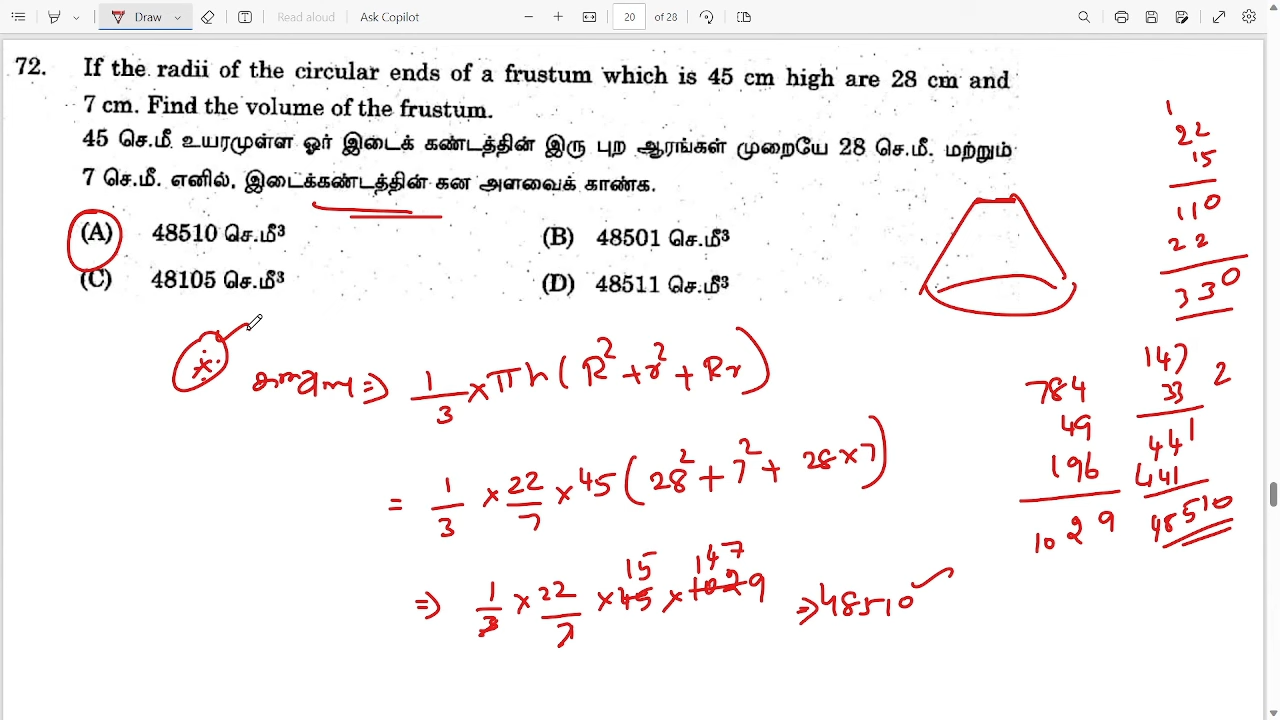 Draw
Read aloud
Ask Copilot
20 of 28
72. If the radii of the circular ends of a frustum which is 45 cm high are 28 cm and
7 cm. Find the volume of the frustum.
45 செ.மீ. உயரமுள்ள ஓர் இடைக் கண்டத்தின் இரு புற ஆரங்கள் முறையே 28 செ.மீ. மற்றும்
7 செ.மீ. எனில், இடைக்கண்டத்தின் கன அளவைக் காண்க.
(A) 48510 செ.மீ³
(B) 48501 செ.மீ³
(C) 48105 செ.மீ³
(D) 48511 செ.மீ³
⇒ 1/3 × πh (R² + r² + Rr)
= 1/3 × 22/7 × 45 (28² + 7² + 28 × 7)
15 147
⇒ 1/3 × 22/7 × 45 × 1029 ⇒ 48510
1
22
15
110
22
330
784
49
196
1029
147
33 2
441
441
48510